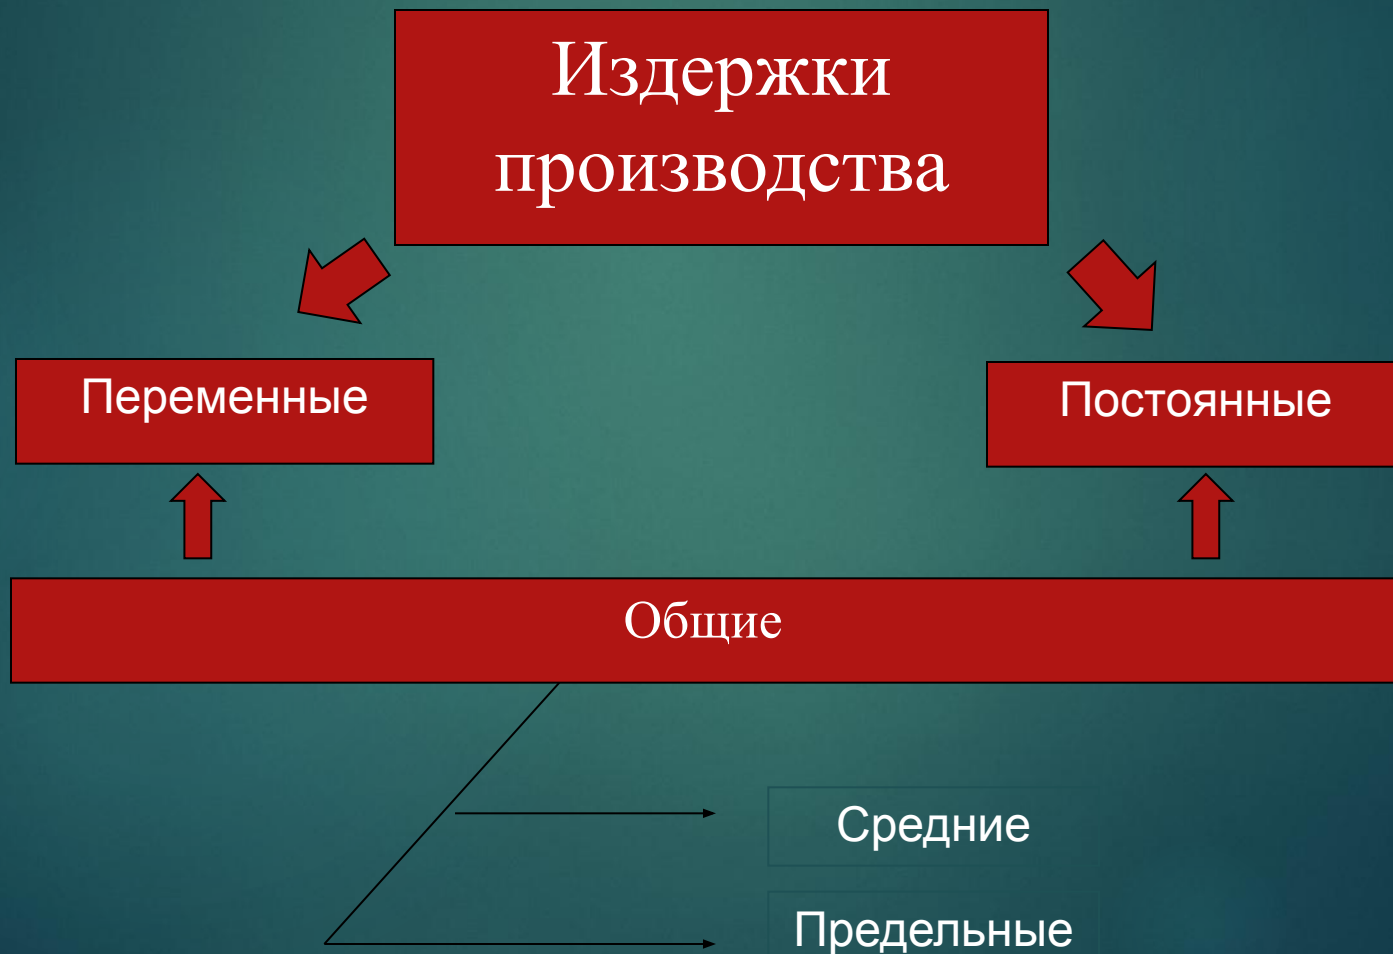 Издержки
производства
Переменные
Постоянные
Общие
Средние
Предельные